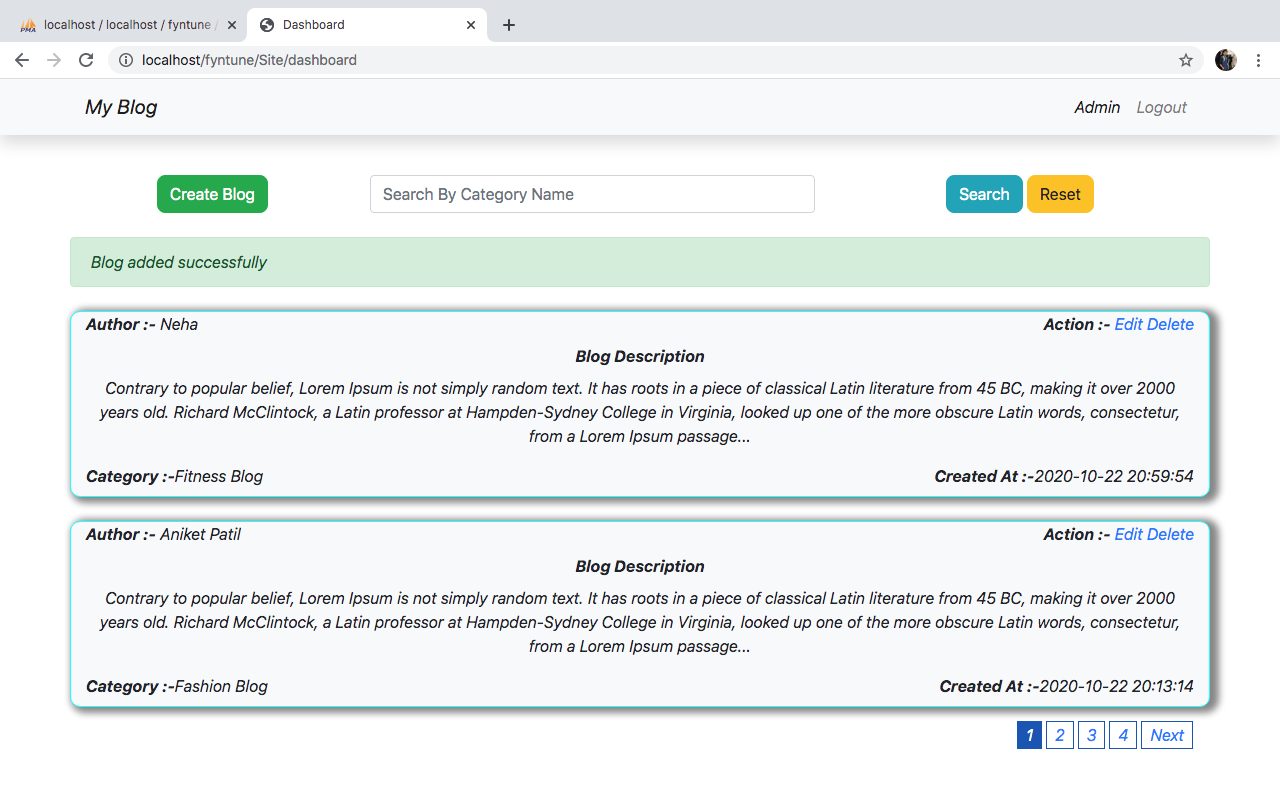 localhost / localhost / fyntune /
Dashboard
localhost/fyntune/Site/dashboard
My Blog
Admin Logout
Create Blog
Search By Category Name
Search Reset
Blog added successfully
Author :- Neha
Action :- Edit Delete
Blog Description
Contrary to popular belief, Lorem Ipsum is not simply random text. It has roots in a piece of classical Latin literature from 45 BC, making it over 2000
years old. Richard McClintock, a Latin professor at Hampden-Sydney College in Virginia, looked up one of the more obscure Latin words, consectetur,
from a Lorem Ipsum passage...
Category :-Fitness Blog
Created At :-2020-10-22 20:59:54
Author :- Aniket Patil
Action :- Edit Delete
Blog Description
Contrary to popular belief, Lorem Ipsum is not simply random text. It has roots in a piece of classical Latin literature from 45 BC, making it over 2000
years old. Richard McClintock, a Latin professor at Hampden-Sydney College in Virginia, looked up one of the more obscure Latin words, consectetur,
from a Lorem Ipsum passage...
Category :-Fashion Blog
Created At :-2020-10-22 20:13:14
1 2 3 4 Next